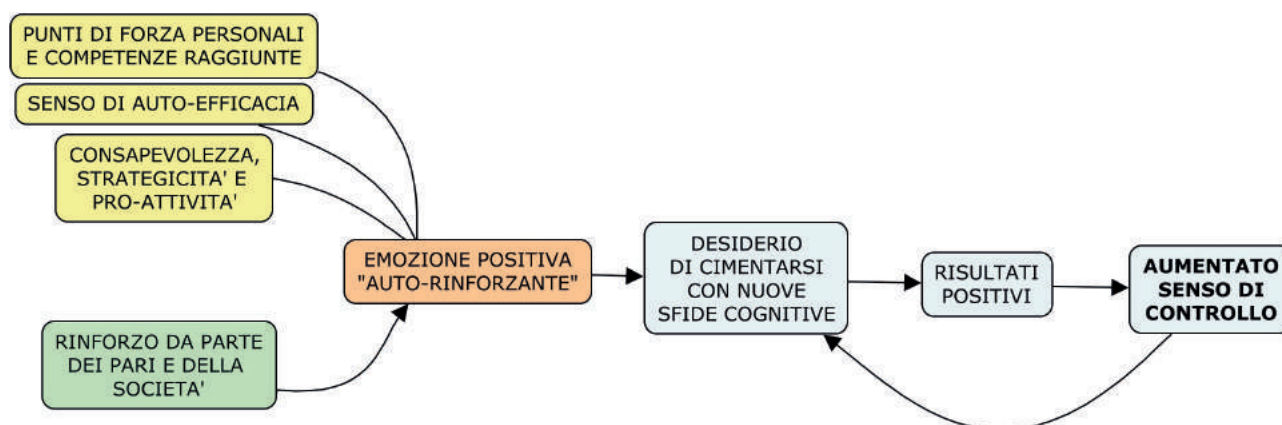 PUNTI DI FORZA PERSONALI
E COMPETENZE RAGGIUNTE
SENSO DI AUTO-EFFICACIA
CONSAPEVOLEZZA,
STRATEGICITA' E
PRO-ATTIVITA'
EMOZIONE POSITIVA
"AUTO-RINFORZANTE"
RINFORZO DA PARTE
DEI PARI E DELLA
SOCIETA'
DESIDERIO
DI CIMENTARSI
CON NUOVE
SFIDE COGNITIVE
RISULTATI
POSITIVI
AUMENTATO
SENSO DI
CONTROLLO